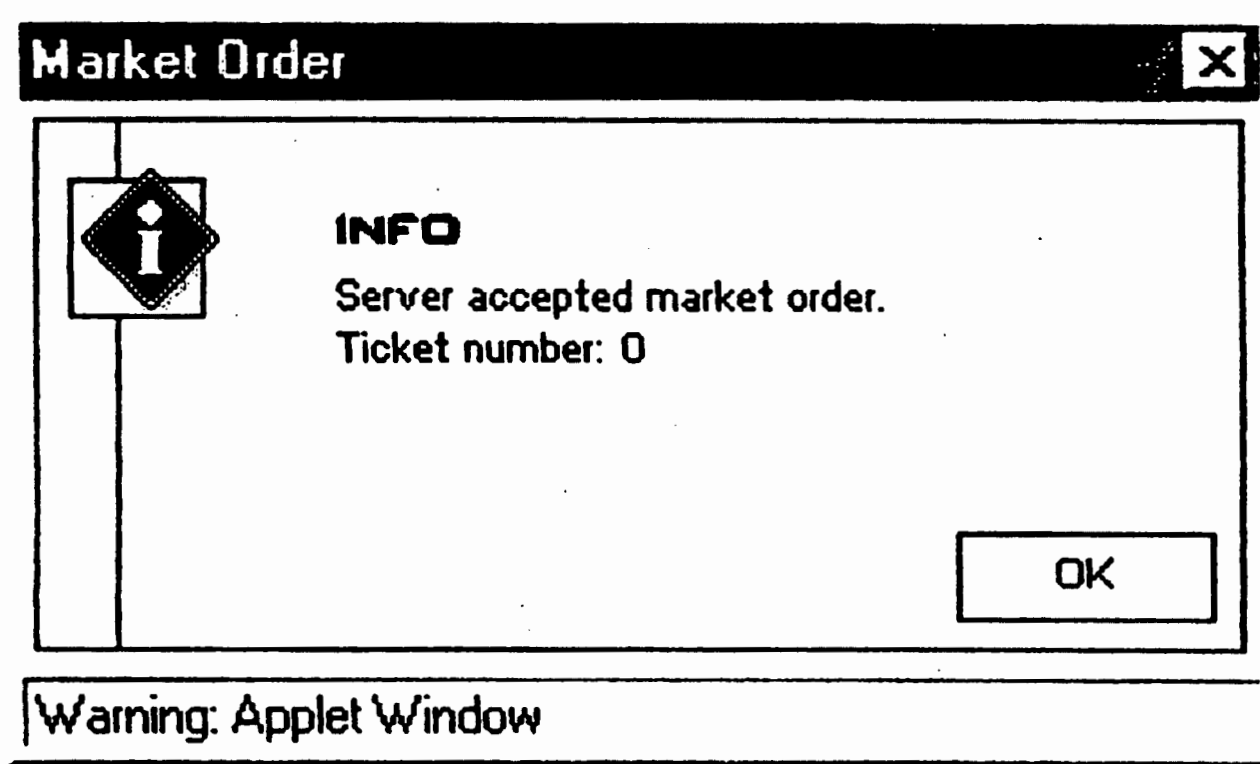 Market Order
INFO
Server accepted market order.
Ticket number: 0
OK
Warning: Applet Window